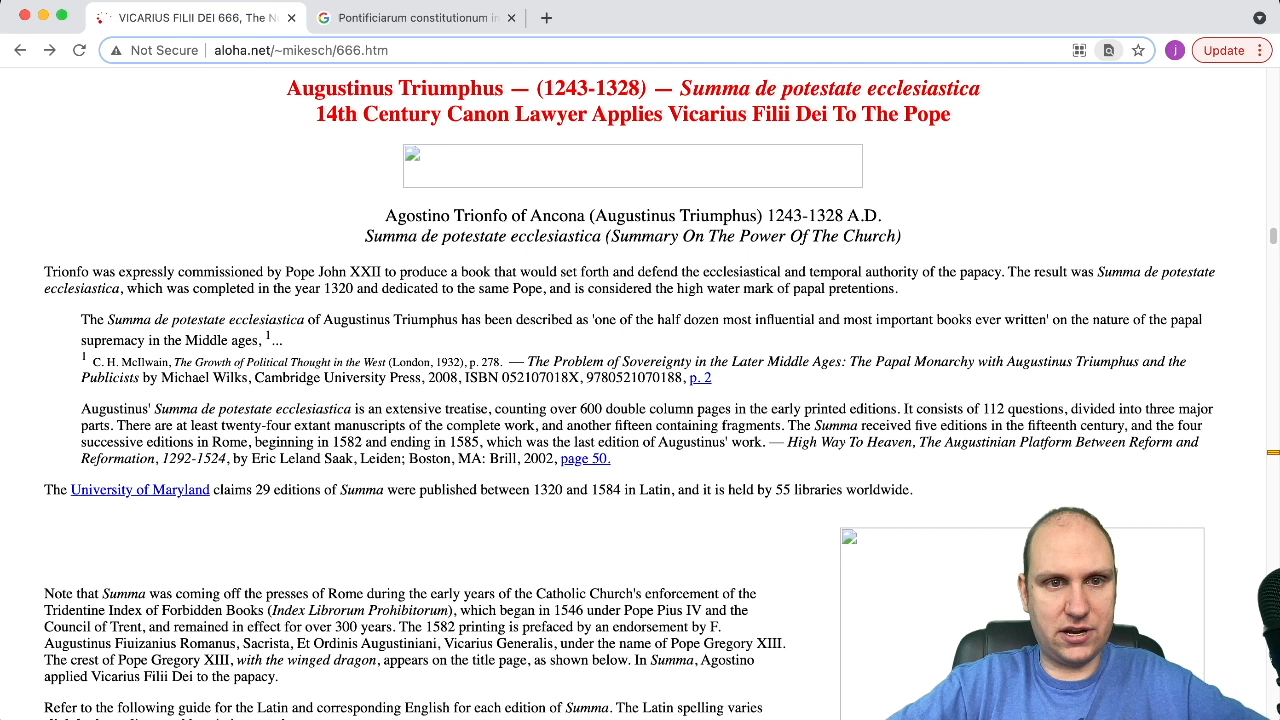 VICARIUS FILII DEI 666, The N
Pontificiarum constitutionum in
Not Secure
aloha.net/~mikesch/666.htm
j
Update
Augustinus Triumphus — (1243-1328) — Summa de potestate ecclesiastica
14th Century Canon Lawyer Applies Vicarius Filii Dei To The Pope
Agostino Trionfo of Ancona (Augustinus Triumphus) 1243-1328 A.D.
Summa de potestate ecclesiastica (Summary On The Power Of The Church)
Trionfo was expressly commissioned by Pope John XXII to produce a book that would set forth and defend the ecclesiastical and temporal authority of the papacy. The result was Summa de potestate
ecclesiastica, which was completed in the year 1320 and dedicated to the same Pope, and is considered the high water mark of papal pretentions.
The Summa de potestate ecclesiastica of Augustinus Triumphus has been described as 'one of the half dozen most influential and most important books ever written' on the nature of the papal
supremacy in the Middle ages, 1...
1 C. H. McIlwain, The Growth of Political Thought in the West (London, 1932), p. 278. — The Problem of Sovereignty in the Later Middle Ages: The Papal Monarchy with Augustinus Triumphus and the
Publicists by Michael Wilks, Cambridge University Press, 2008, ISBN 052107018X, 9780521070188, p. 2
Augustinus' Summa de potestate ecclesiastica is an extensive treatise, counting over 600 double column pages in the early printed editions. It consists of 112 questions, divided into three major
parts. There are at least twenty-four extant manuscripts of the complete work, and another fifteen containing fragments. The Summa received five editions in the fifteenth century, and the four
successive editions in Rome, beginning in 1582 and ending in 1585, which was the last edition of Augustinus' work. — High Way To Heaven, The Augustinian Platform Between Reform and
Reformation, 1292-1524, by Eric Leland Saak, Leiden; Boston, MA: Brill, 2002, page 50.
The University of Maryland claims 29 editions of Summa were published between 1320 and 1584 in Latin, and it is held by 55 libraries worldwide.
Note that Summa was coming off the presses of Rome during the early years of the Catholic Church's enforcement of the
Tridentine Index of Forbidden Books (Index Librorum Prohibitorum), which began in 1546 under Pope Pius IV and the
Council of Trent, and remained in effect for over 300 years. The 1582 printing is prefaced by an endorsement by F.
Augustinus Fiuizanius Romanus, Sacrista, Et Ordinis Augustiniani, Vicarius Generalis, under the name of Pope Gregory XIII.
The crest of Pope Gregory XIII, with the winged dragon, appears on the title page, as shown below. In Summa, Agostino
applied Vicarius Filii Dei to the papacy.
Refer to the following guide for the Latin and corresponding English for each edition of Summa. The Latin spelling varies